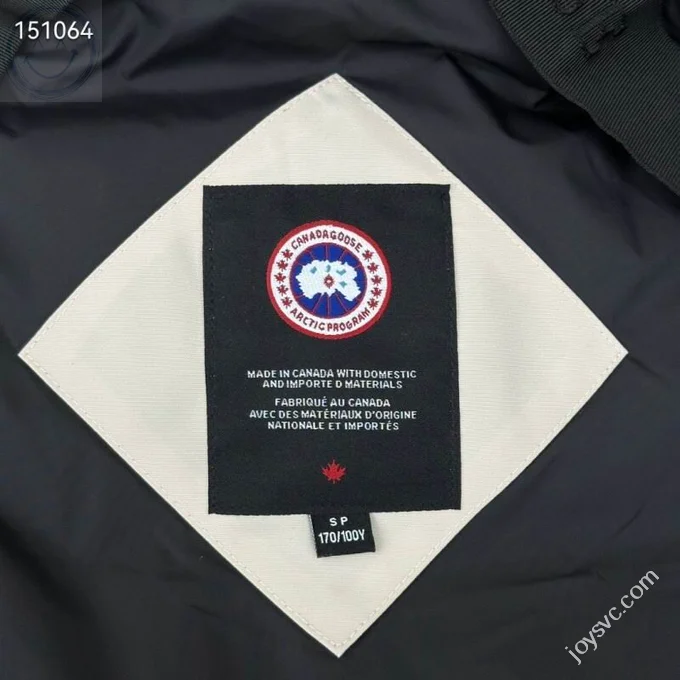 151064
CANADA GOOSE
ARCTIC PROGRAM
MADE IN CANADA WITH DOMESTIC
AND IMPORTE D MATERIALS
FABRIQUÉ AU CANADA
AVEC DES MATÉRIAUX D'ORIGINE
NATIONALE ET IMPORTÉS
S P
170/100Y
joysvc.com